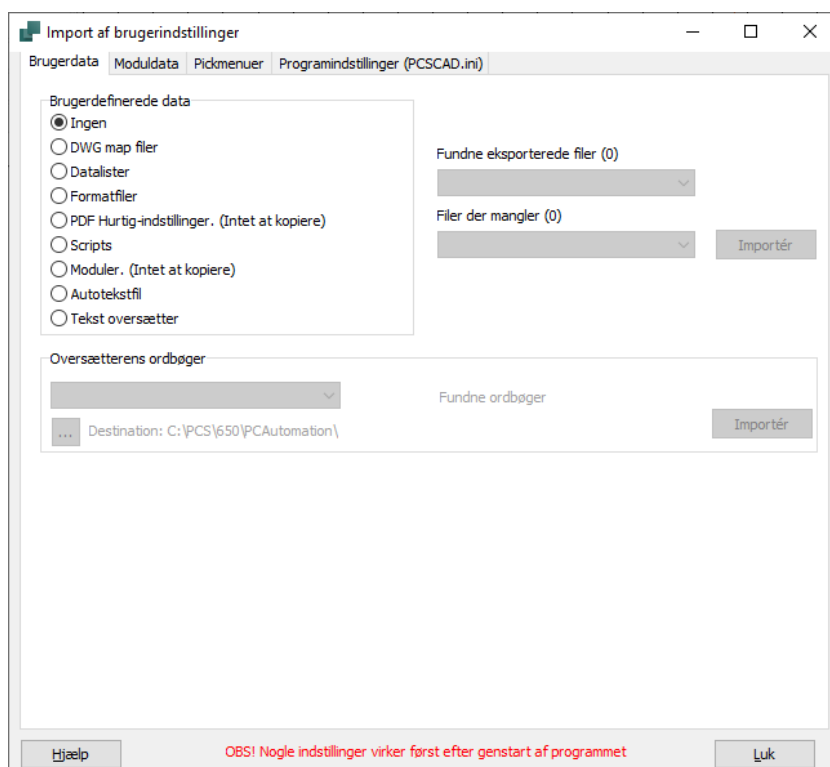 Import af brugerindstillinger
Brugerdata Moduldata Pickmenuer Programindstillinger (PCSCAD.ini)
Brugerdefinerede data
Ingen
DWG map filer
Datalister
Formatfiler
PDF Hurtig-indstillinger. (Intet at kopiere)
Scripts
Moduler. (Intet at kopiere)
Autotekstfil
Tekst oversætter
Fundne eksporterede filer (0)
Filer der mangler (0)
Importér
Oversætterens ordbøger
Fundne ordbøger
... Destination: C:\PCS\650\PCAutomation\
Importér
Hjælp
OBS! Nogle indstillinger virker først efter genstart af programmet
Luk